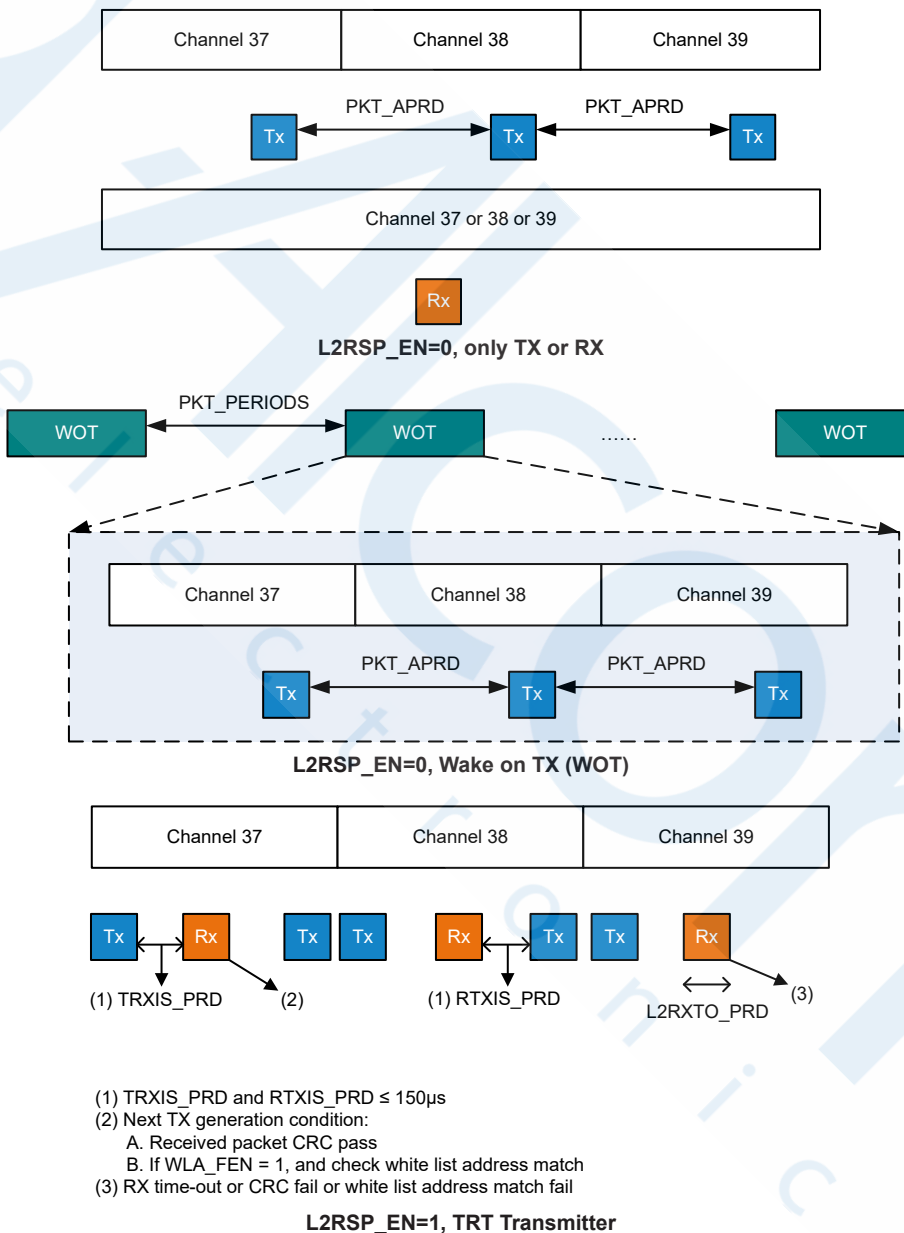 Channel 37 Channel 38 Channel 39
PKT_APRD PKT_APRD
Tx Tx Tx
Channel 37 or 38 or 39
Rx
L2RSP_EN=0, only TX or RX
PKT_PERIODS
WOT WOT ...... WOT
Channel 37 Channel 38 Channel 39
PKT_APRD PKT_APRD
Tx Tx Tx
L2RSP_EN=0, Wake on TX (WOT)
Channel 37 Channel 38 Channel 39
Tx Rx Tx Tx Rx Tx Tx Rx
(1) TRXIS_PRD (2) (1) RTXIS_PRD (3)
L2RXTO_PRD
(1) TRXIS_PRD and RTXIS_PRD ≤ 150µs
(2) Next TX generation condition:
A. Received packet CRC pass
B. If WLA_FEN = 1, and check white list address match
(3) RX time-out or CRC fail or white list address match fail
L2RSP_EN=1, TRT Transmitter